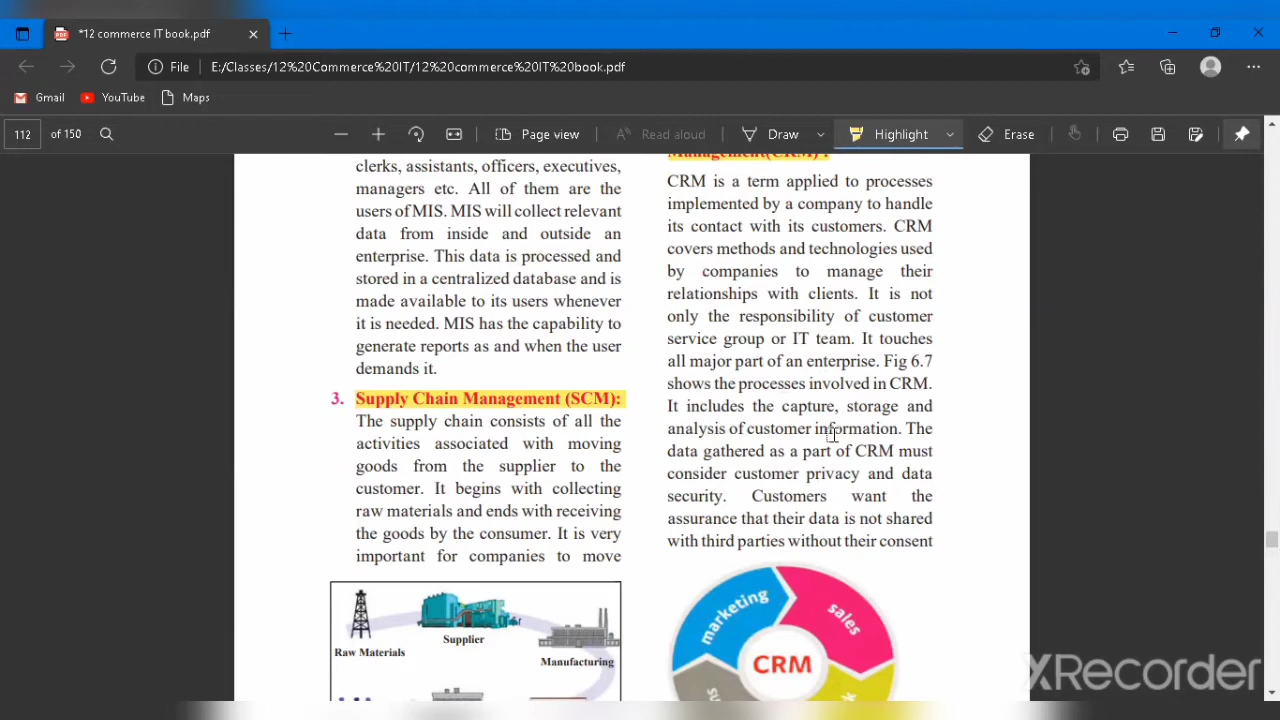 *12 commerce IT book.pdf
File
E:/Classes/12%20Commerce%20IT/12%20commerce%20IT%20book.pdf
Gmail
YouTube
Maps
112 of 150
Page view
Read aloud
Draw
Highlight
Erase
clerks, assistants, officers, executives,
managers etc. All of them are the
users of MIS. MIS will collect relevant
data from inside and outside an
enterprise. This data is processed and
stored in a centralized database and is
made available to its users whenever
it is needed. MIS has the capability to
generate reports as and when the user
demands it.
3. Supply Chain Management (SCM):
The supply chain consists of all the
activities associated with moving
goods from the supplier to the
customer. It begins with collecting
raw materials and ends with receiving
the goods by the consumer. It is very
important for companies to move
Raw Materials
Supplier
Manufacturing
Management(CRM) :
CRM is a term applied to processes
implemented by a company to handle
its contact with its customers. CRM
covers methods and technologies used
by companies to manage their
relationships with clients. It is not
only the responsibility of customer
service group or IT team. It touches
all major part of an enterprise. Fig 6.7
shows the processes involved in CRM.
It includes the capture, storage and
analysis of customer information. The
data gathered as a part of CRM must
consider customer privacy and data
security. Customers want the
assurance that their data is not shared
with third parties without their consent
marketing
sales
CRM
XRecorder